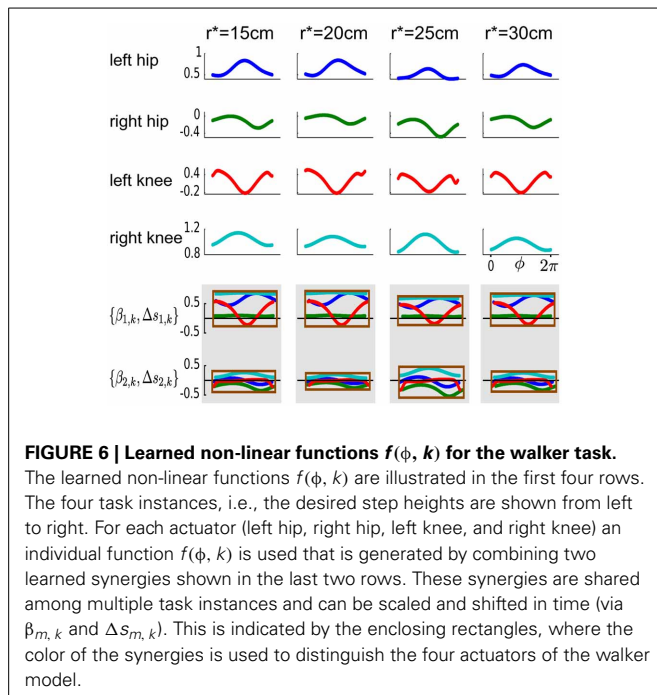 r*=15cm r*=20cm r*=25cm r*=30cm
left hip 1 0.5
right hip 0 -0.4
left knee 0.4 -0.2
right knee 1.2 0.8
0 ϕ 2π
{β1,k, Δs1,k} 0.5 -0.5
{β2,k, Δs2,k} 0.5 -0.5
FIGURE 6 | Learned non-linear functions f(ϕ, k) for the walker task.
The learned non-linear functions f(ϕ, k) are illustrated in the first four rows.
The four task instances, i.e., the desired step heights are shown from left
to right. For each actuator (left hip, right hip, left knee, and right knee) an
individual function f(ϕ, k) is used that is generated by combining two
learned synergies shown in the last two rows. These synergies are shared
among multiple task instances and can be scaled and shifted in time (via
βm, k and Δsm, k). This is indicated by the enclosing rectangles, where the
color of the synergies is used to distinguish the four actuators of the walker
model.